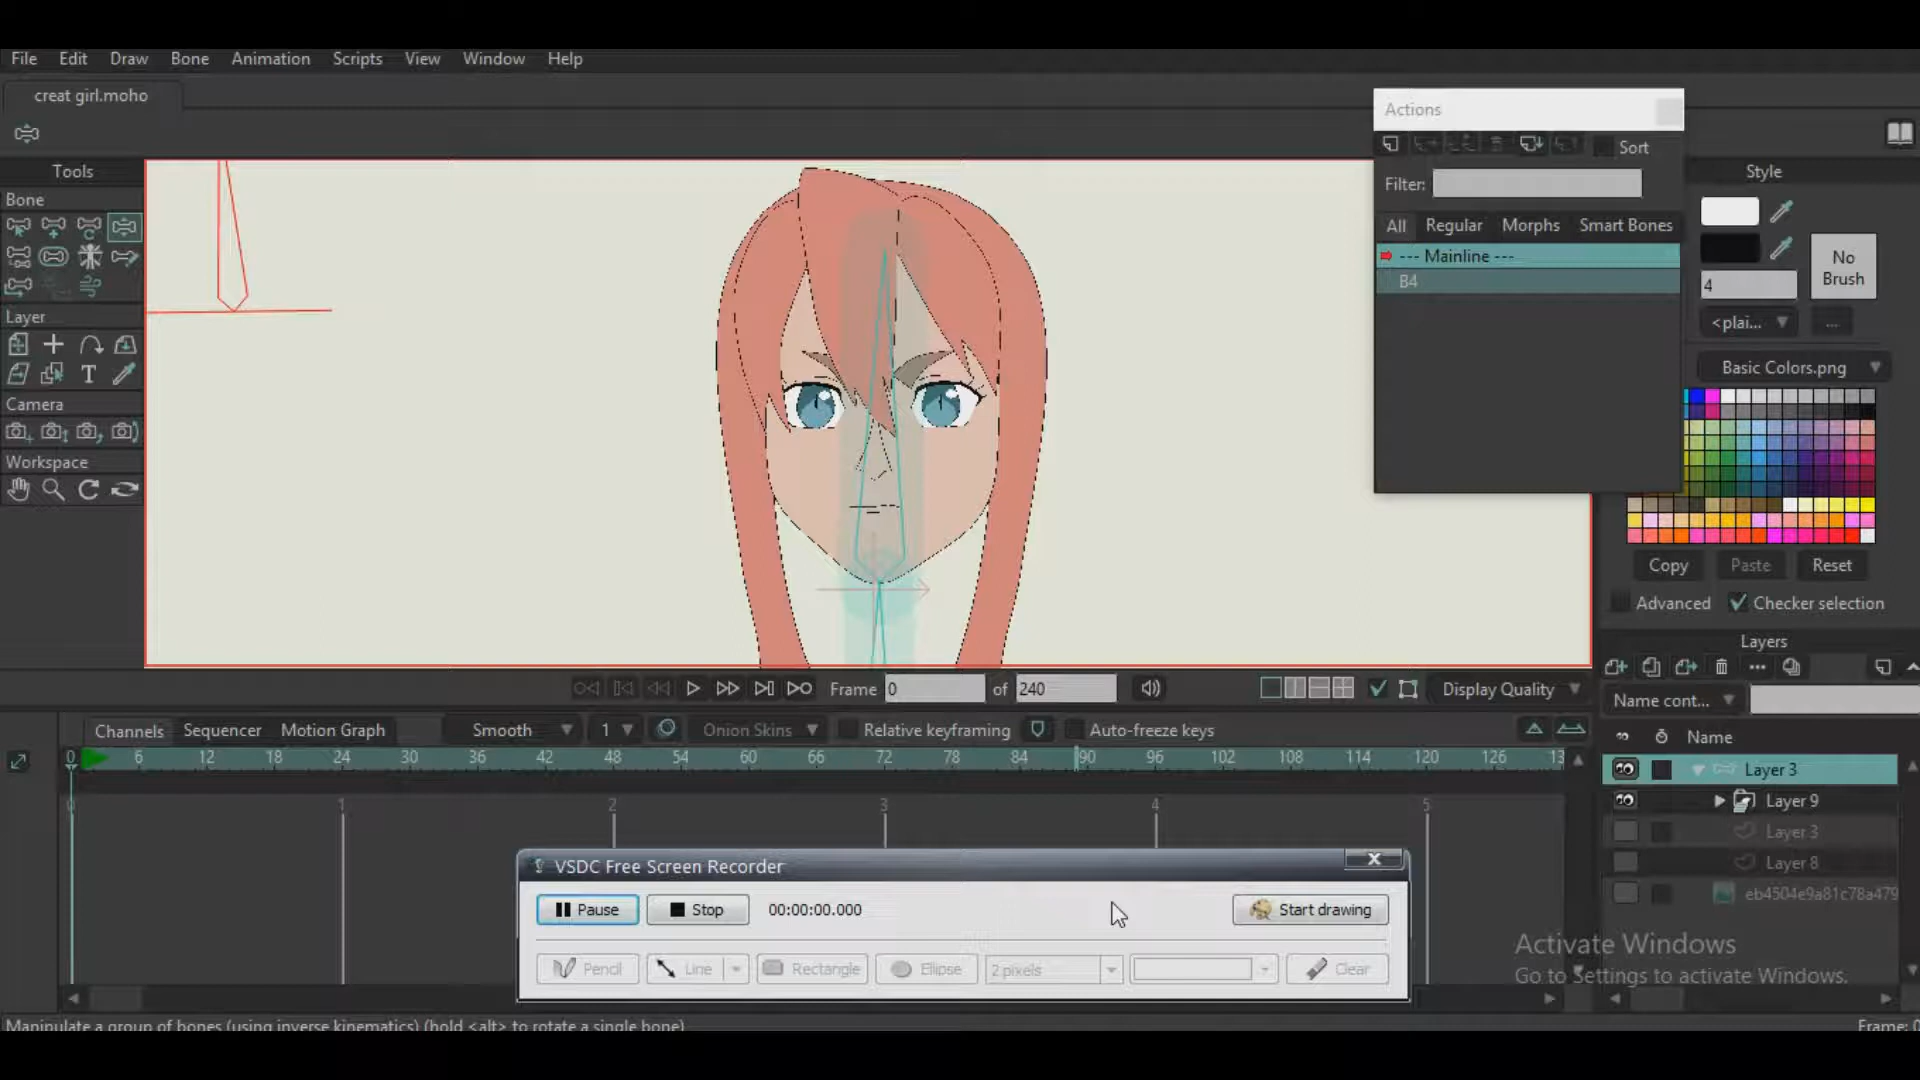 File Edit Draw Bone Animation Scripts View Window Help
creat girl.moho
Actions
Sort
Filter:
All Regular Morphs Smart Bones
--- Mainline ---
B4
Tools
Bone
Layer
T
Camera
Workspace
Style
No Brush
4
<plai...
...
Basic Colors.png
Copy Paste Reset
Advanced Checker selection
Layers
Name cont...
Name
Layer 3
Layer 9
Layer 3
Layer 8
eb4504e9a81c78a479
Frame 0 of 240
Display Quality
Channels Sequencer Motion Graph Smooth 1 Onion Skins Relative keyframing Auto-freeze keys
0 6 12 18 24 30 36 42 48 54 60 66 72 78 84 90 96 102 108 114 120 126 13
0 1 2 3 4 5
VSDC Free Screen Recorder
X
Pause Stop 00:00:00.000 Start drawing
Pencil Line Rectangle Ellipse 2 pixels Clear
Activate Windows
Go to Settings to activate Windows.
Manipulate a group of bones (using inverse kinematics) (hold <alt> to rotate a single bone)
Frame: 0